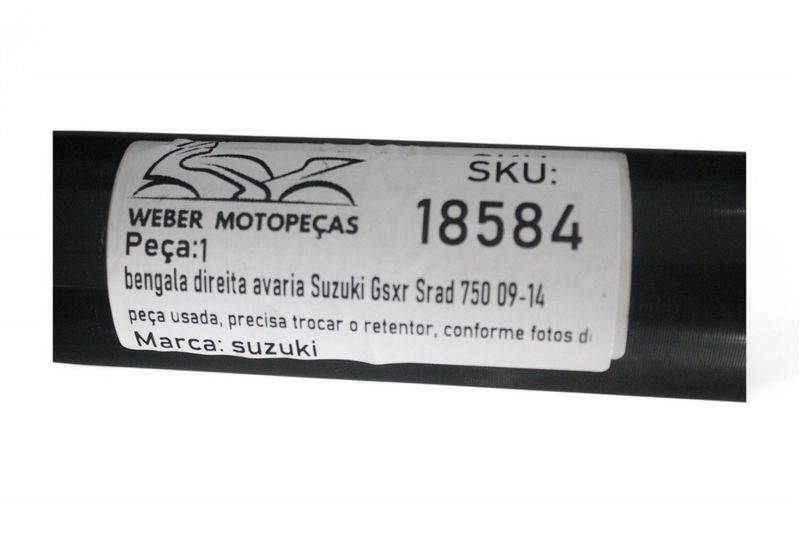 WEBER MOTOPEÇAS
SKU:
18584
Peça:1
bengala direita avaria Suzuki Gsxr Srad 750 09-14
peça usada, precisa trocar o retentor, conforme fotos
Marca: suzuki